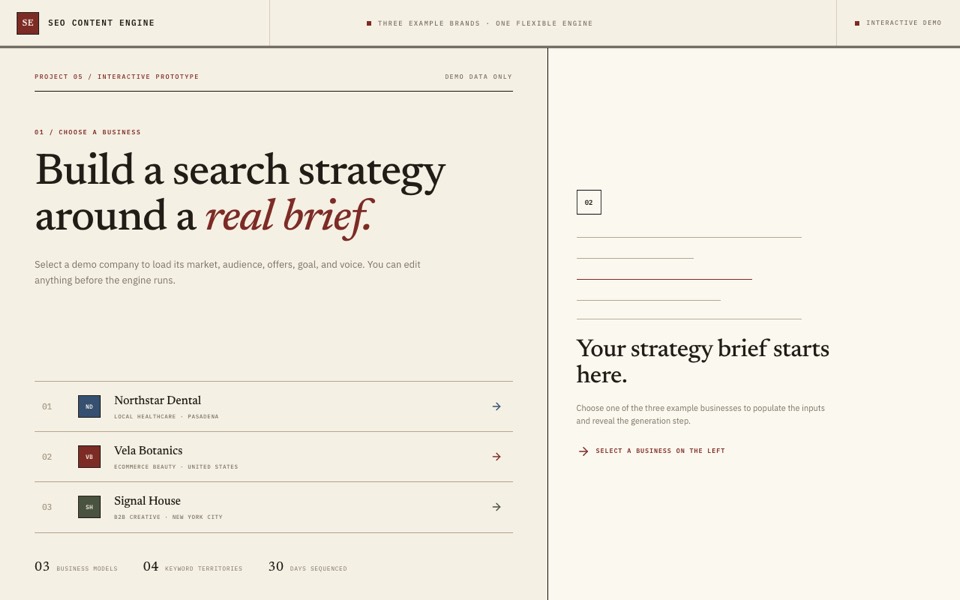 SE SEO CONTENT ENGINE
THREE EXAMPLE BRANDS · ONE FLEXIBLE ENGINE
INTERACTIVE DEMO
PROJECT 05 / INTERACTIVE PROTOTYPE
DEMO DATA ONLY
01 / CHOOSE A BUSINESS
Build a search strategy
around a real brief.
Select a demo company to load its market, audience, offers, goal, and voice. You can edit
anything before the engine runs.
01 ND Northstar Dental
LOCAL HEALTHCARE · PASADENA
02 VB Vela Botanics
ECOMMERCE BEAUTY · UNITED STATES
03 SH Signal House
B2B CREATIVE · NEW YORK CITY
03 BUSINESS MODELS
04 KEYWORD TERRITORIES
30 DAYS SEQUENCED
02
Your strategy brief starts
here.
Choose one of the three example businesses to populate the inputs
and reveal the generation step.
SELECT A BUSINESS ON THE LEFT